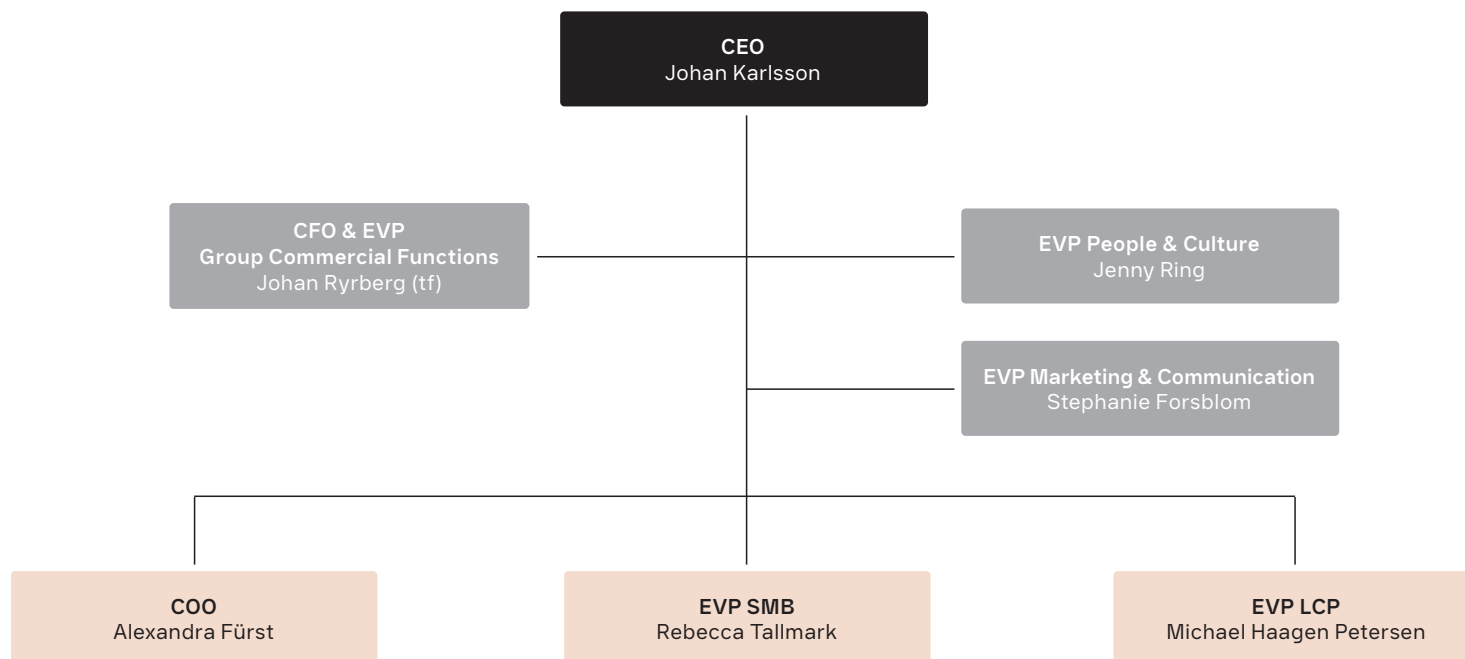 CEO
Johan Karlsson
CFO & EVP
Group Commercial Functions
Johan Ryrberg (tf)
EVP People & Culture
Jenny Ring
EVP Marketing & Communication
Stephanie Forsblom
COO
Alexandra Fürst
EVP SMB
Rebecca Tallmark
EVP LCP
Michael Haagen Petersen